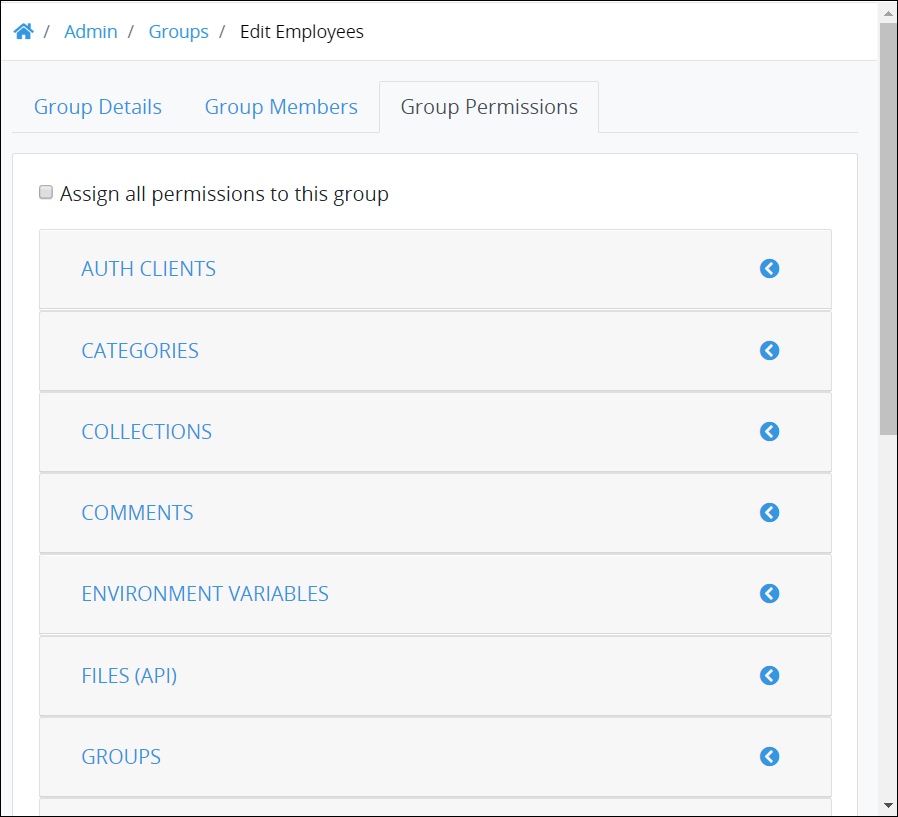 / Admin / Groups / Edit Employees
Group Details Group Members Group Permissions
Assign all permissions to this group
AUTH CLIENTS
CATEGORIES
COLLECTIONS
COMMENTS
ENVIRONMENT VARIABLES
FILES (API)
GROUPS